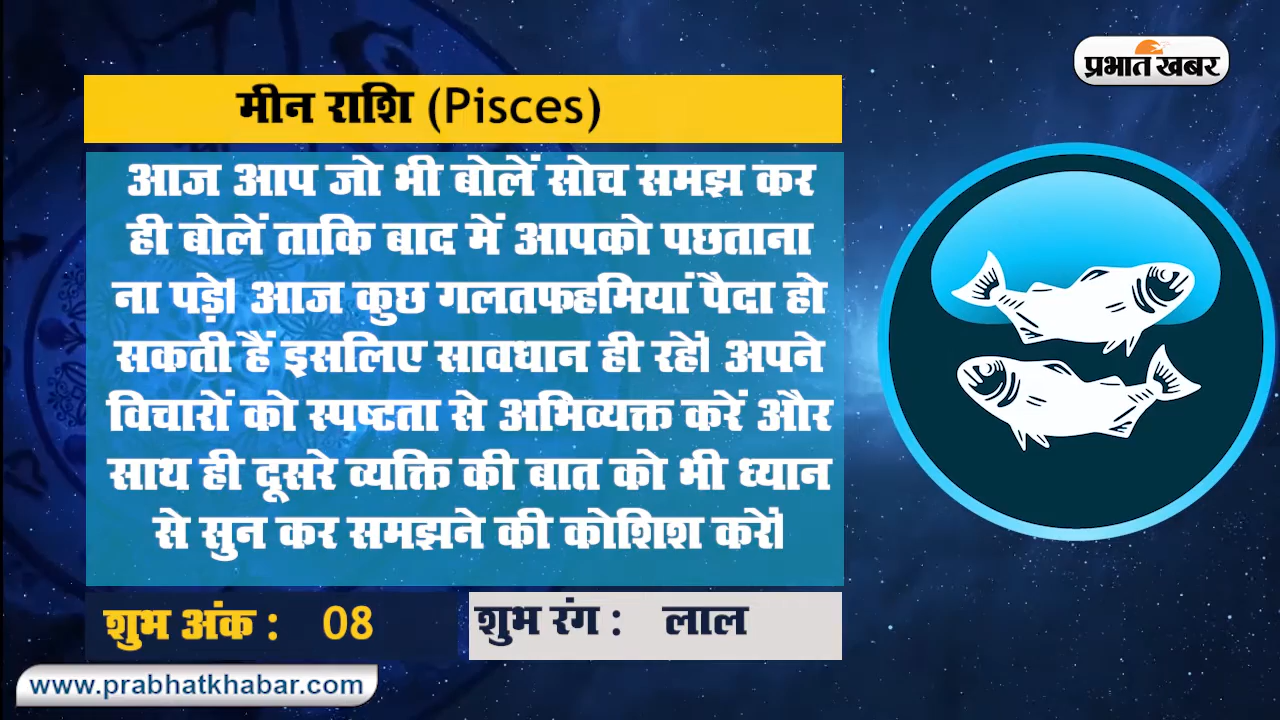 प्रभात खबर
मीन राशि (Pisces)
आज आप जो भी बोलें सोच समझ कर
ही बोलें ताकि बाद में आपको पछताना
ना पड़े। आज कुछ गलतफहमियां पैदा हो
सकती हैं इसलिए सावधान ही रहें। अपने
विचारों को स्पष्टता से अभिव्यक्त करें और
साथ ही दूसरे व्यक्ति की बात को भी ध्यान
से सुन कर समझने की कोशिश करें।
शुभ अंक : 08
शुभ रंग : लाल
www.prabhatkhabar.com